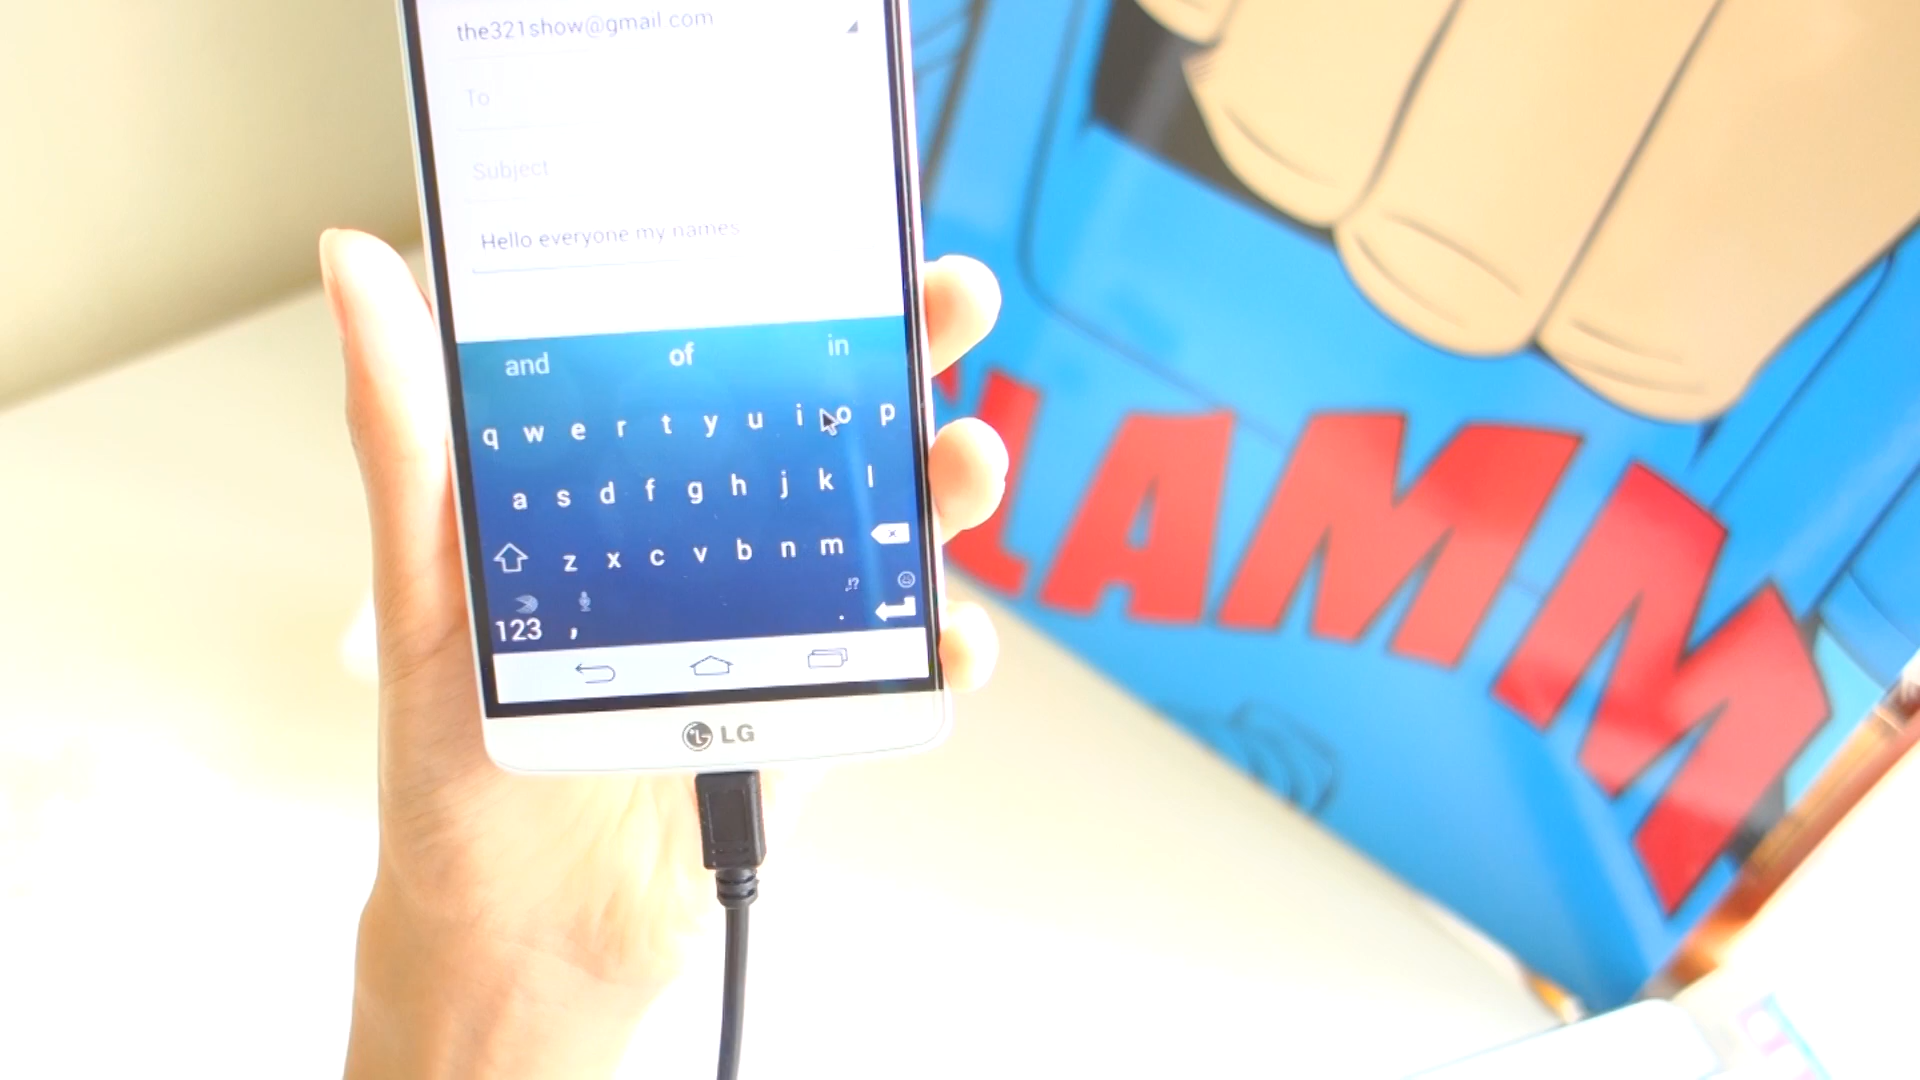 the321show@gmail.com
To
Subject
Hello everyone my names
and of in
q w e r t y u i o p
a s d f g h j k l
z x c v b n m
,!?
123 , .
LG
LAMM